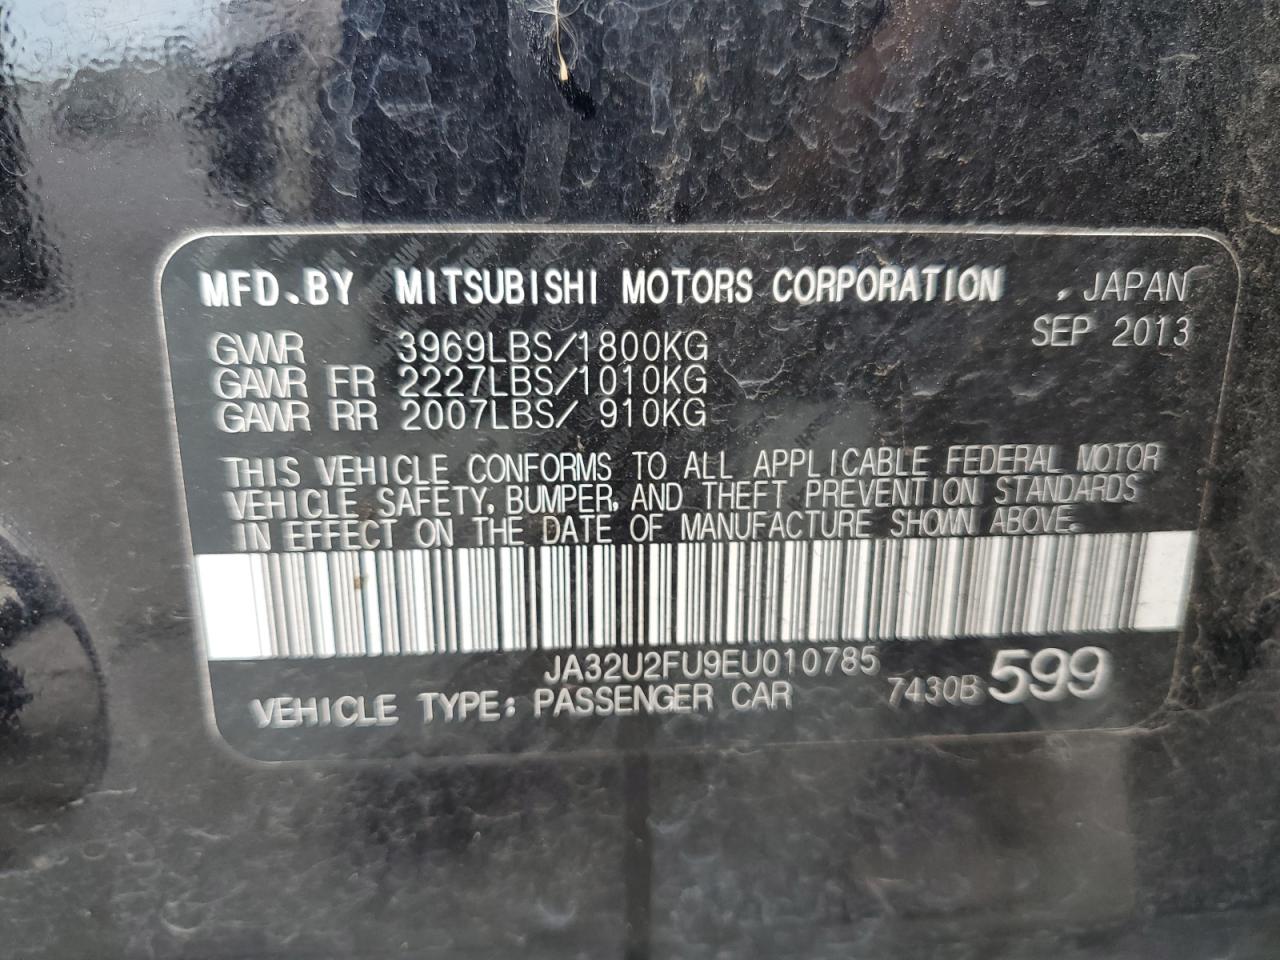 MFD.BY MITSUBISHI MOTORS CORPORATION , JAPAN
SEP 2013
GVWR 3969LBS/1800KG
GAWR FR 2227LBS/1010KG
GAWR RR 2007LBS/ 910KG
THIS VEHICLE CONFORMS TO ALL APPLICABLE FEDERAL MOTOR
VEHICLE SAFETY, BUMPER, AND THEFT PREVENTION STANDARDS
IN EFFECT ON THE DATE OF MANUFACTURE SHOWN ABOVE.
JA32U2FU9EU010785
VEHICLE TYPE: PASSENGER CAR 7430B 599